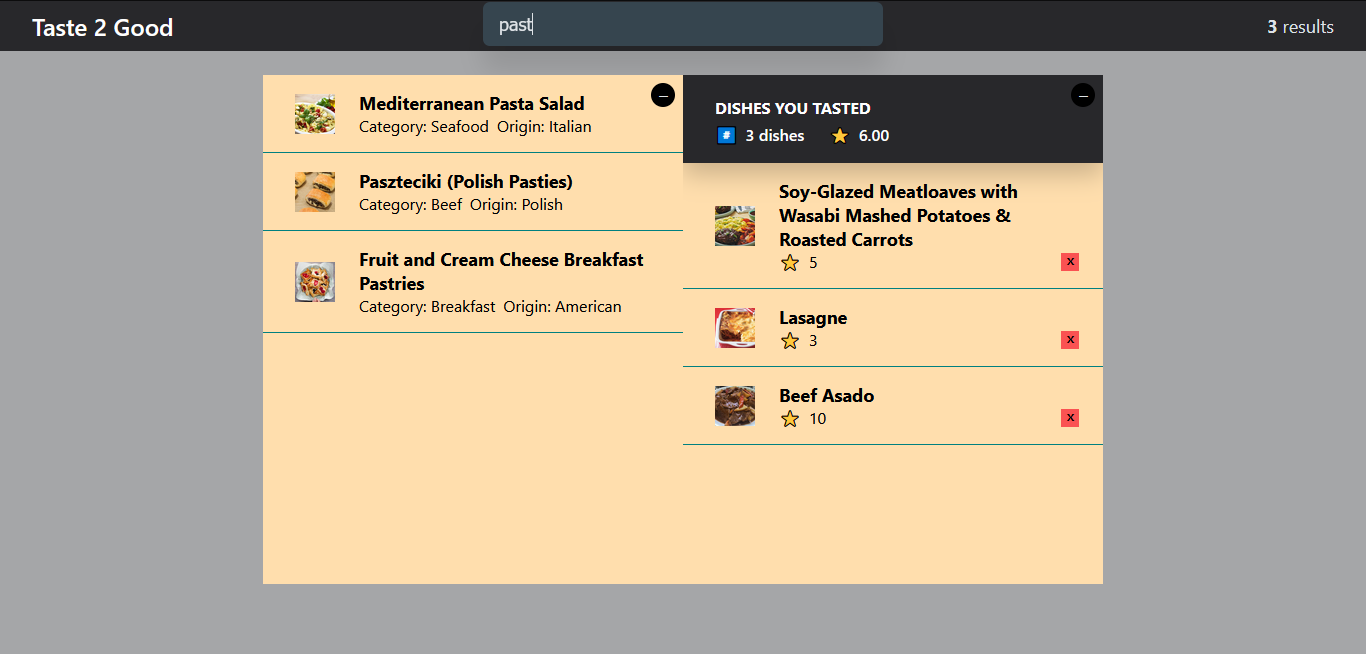 Taste 2 Good
past
3 results
Mediterranean Pasta Salad
Category: Seafood Origin: Italian
Paszteciki (Polish Pasties)
Category: Beef Origin: Polish
Fruit and Cream Cheese Breakfast
Pastries
Category: Breakfast Origin: American
–
DISHES YOU TASTED
# 3 dishes ⭐ 6.00
–
Soy-Glazed Meatloaves with
Wasabi Mashed Potatoes &
Roasted Carrots
⭐ 5
X
Lasagne
⭐ 3
X
Beef Asado
⭐ 10
X